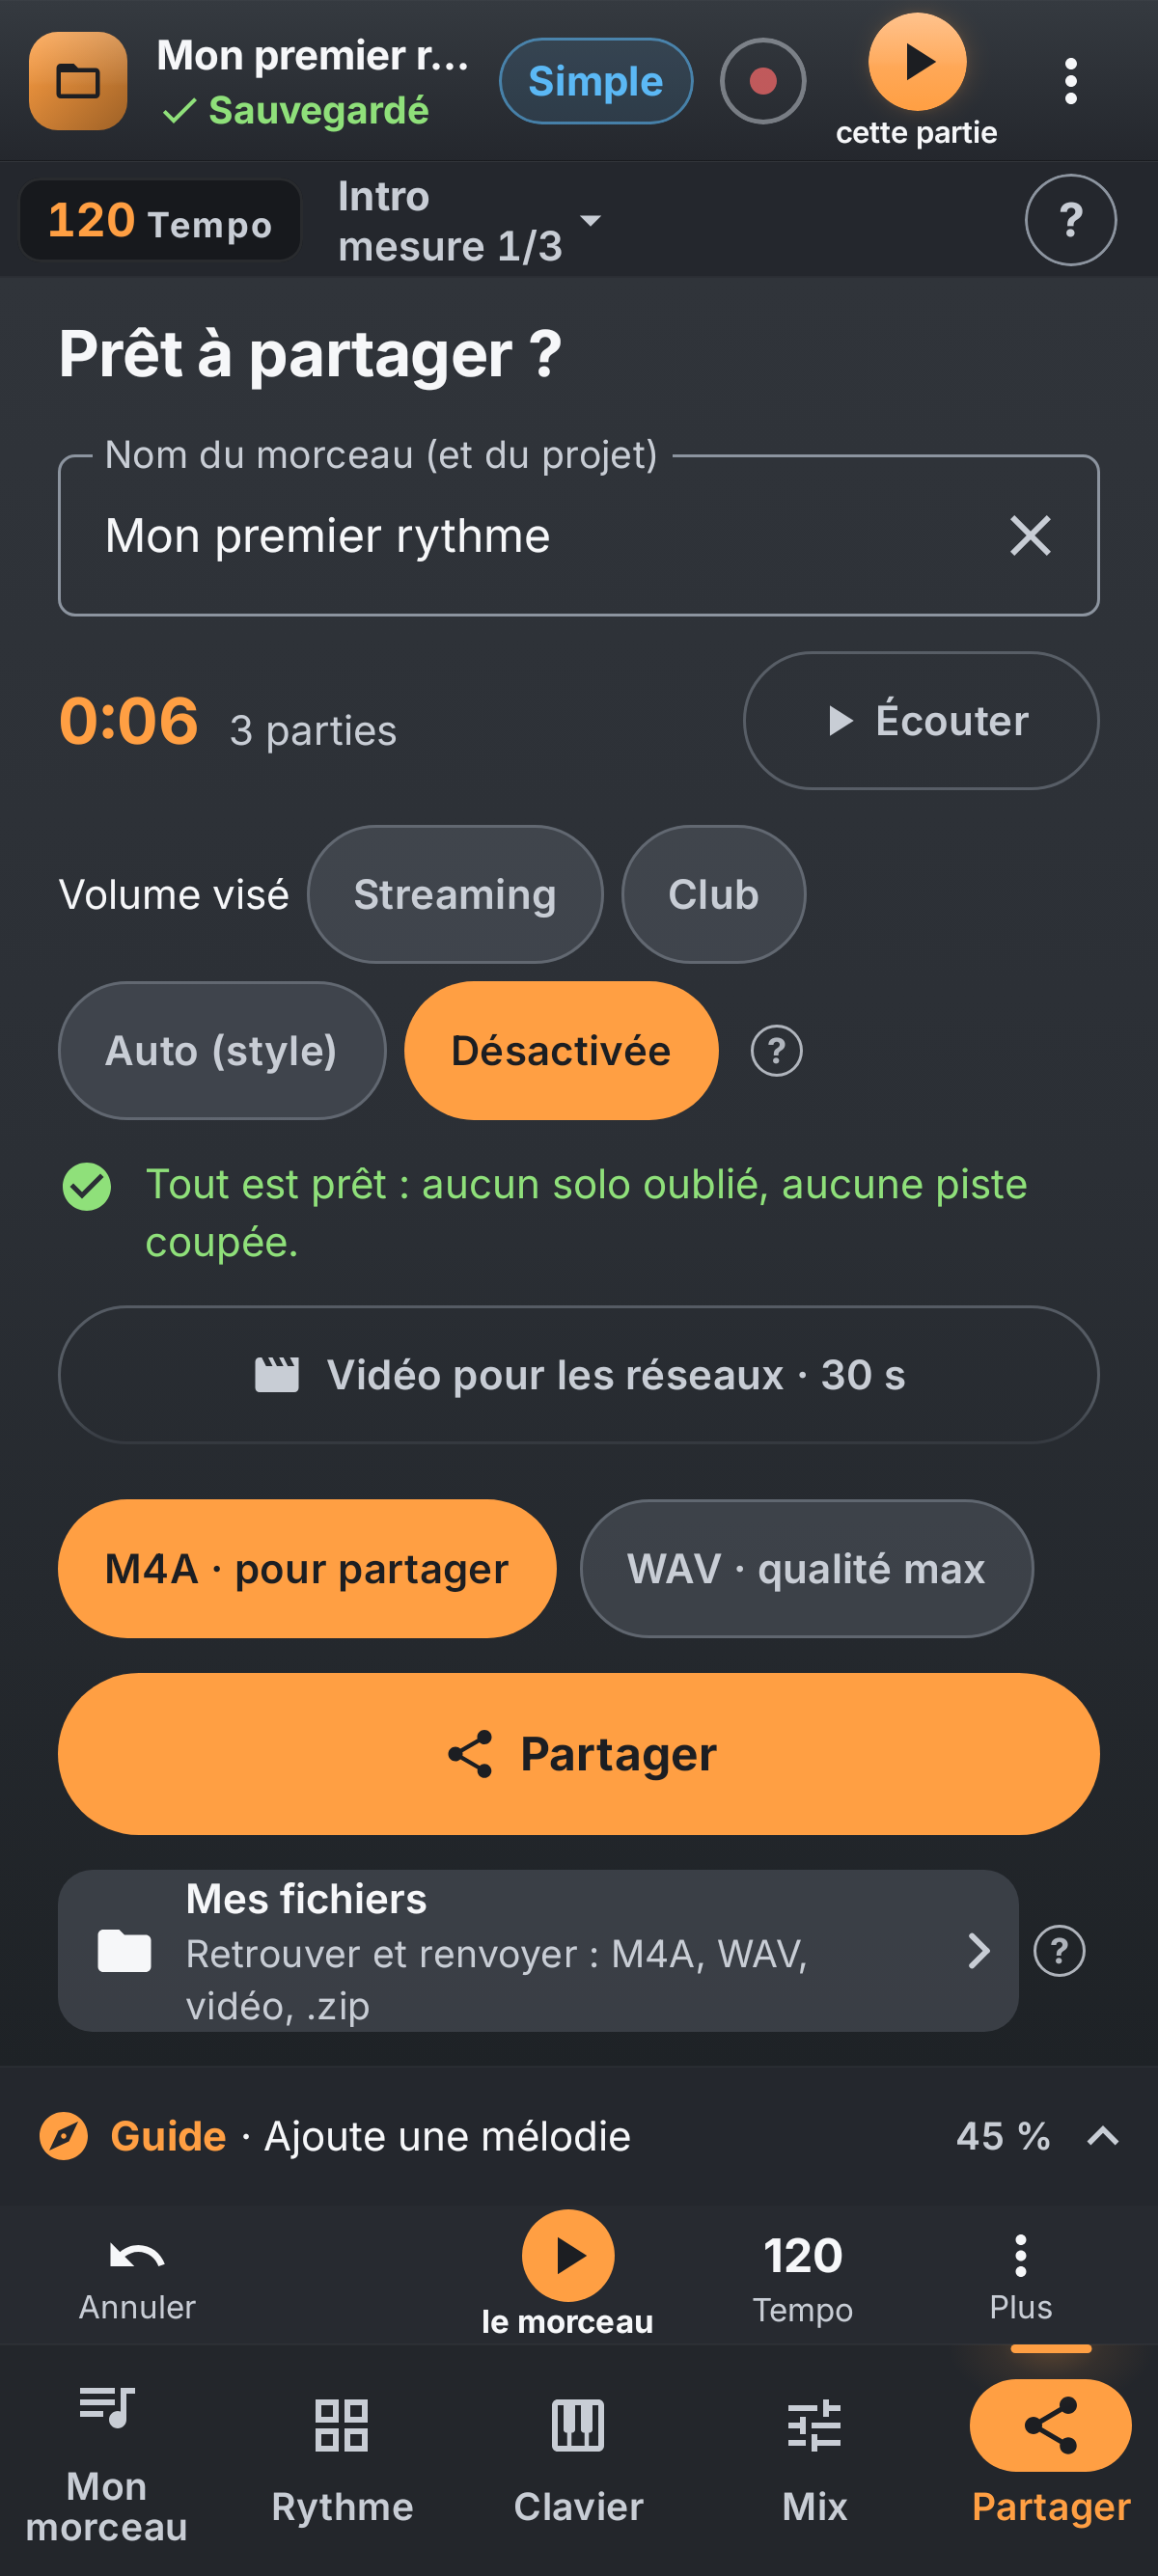 Mon premier r...
Sauvegardé
Simple
cette partie
120 Tempo
Intro
mesure 1/3
?
Prêt à partager ?
Nom du morceau (et du projet)
Mon premier rythme
0:06 3 parties
Écouter
Volume visé
Streaming
Club
Auto (style)
Désactivée
?
Tout est prêt : aucun solo oublié, aucune piste
coupée.
Vidéo pour les réseaux · 30 s
M4A · pour partager
WAV · qualité max
Partager
Mes fichiers
Retrouver et renvoyer : M4A, WAV,
vidéo, .zip
?
Guide · Ajoute une mélodie
45 %
Annuler
le morceau
120
Tempo
Plus
Mon
morceau
Rythme
Clavier
Mix
Partager